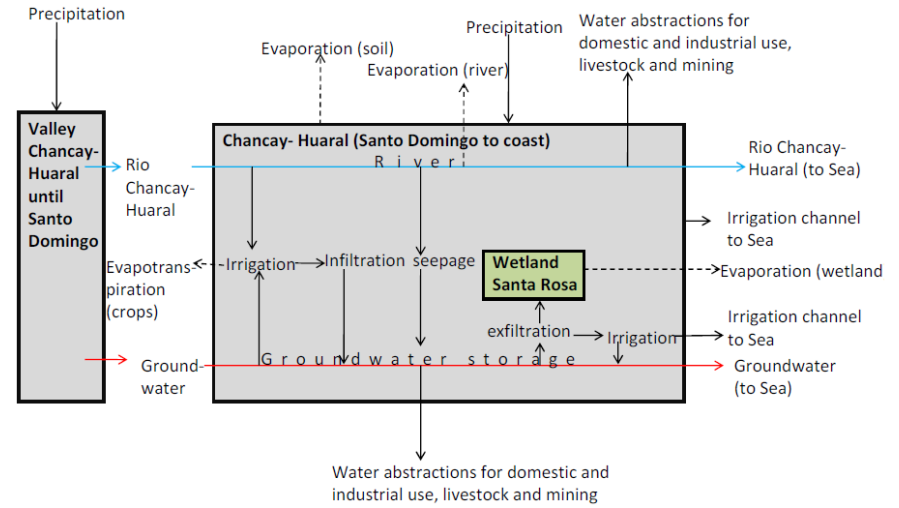 Precipitation
Water abstractions for
domestic and industrial use,
livestock and mining
Precipitation
Evaporation (soil)
Evaporation (river)
Valley
Chancay-
Huaral
until
Santo
Domingo
Chancay- Huaral (Santo Domingo to coast)
River
Rio
Chancay-
Huaral
Rio Chancay-
Huaral (to Sea)
Irrigation channel
to Sea
Evapotrans-
piration
(crops)
Irrigation
Infiltration seepage
Wetland
Santa Rosa
Evaporation (wetland
exfiltration
Irrigation
Irrigation channel
to Sea
Ground-
water
Groundwater storage
Groundwater
(to Sea)
Water abstractions for domestic and
industrial use, livestock and mining